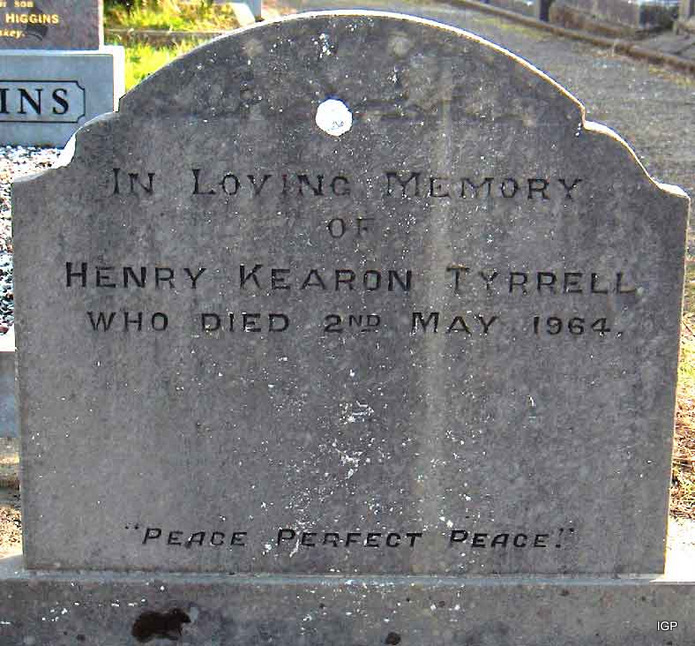 HIGGINS
INS
IN LOVING MEMORY
OF
HENRY KEARON TYRRELL
WHO DIED 2ND MAY 1964.
"PEACE PERFECT PEACE."
IGP